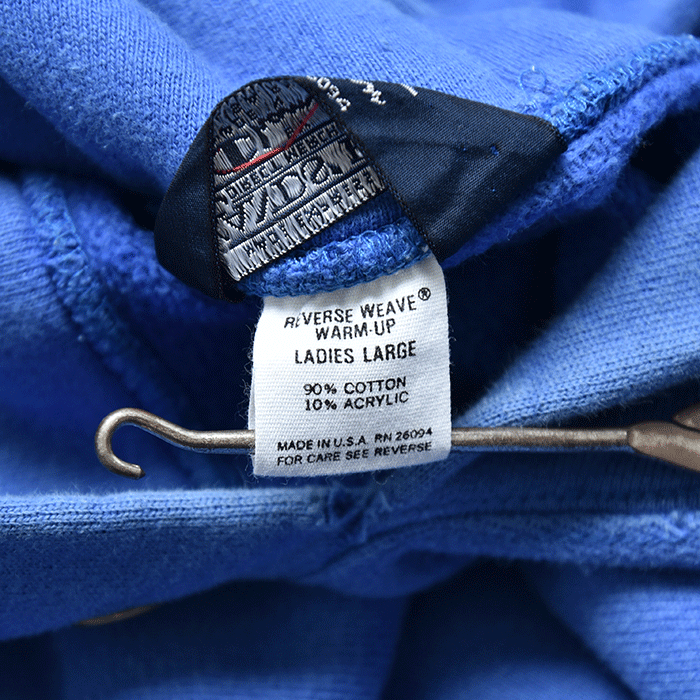 REVERSE WEAVE®
WARM-UP
LADIES LARGE
90% COTTON
10% ACRYLIC
MADE IN U.S.A. RN 26094
FOR CARE SEE REVERSE